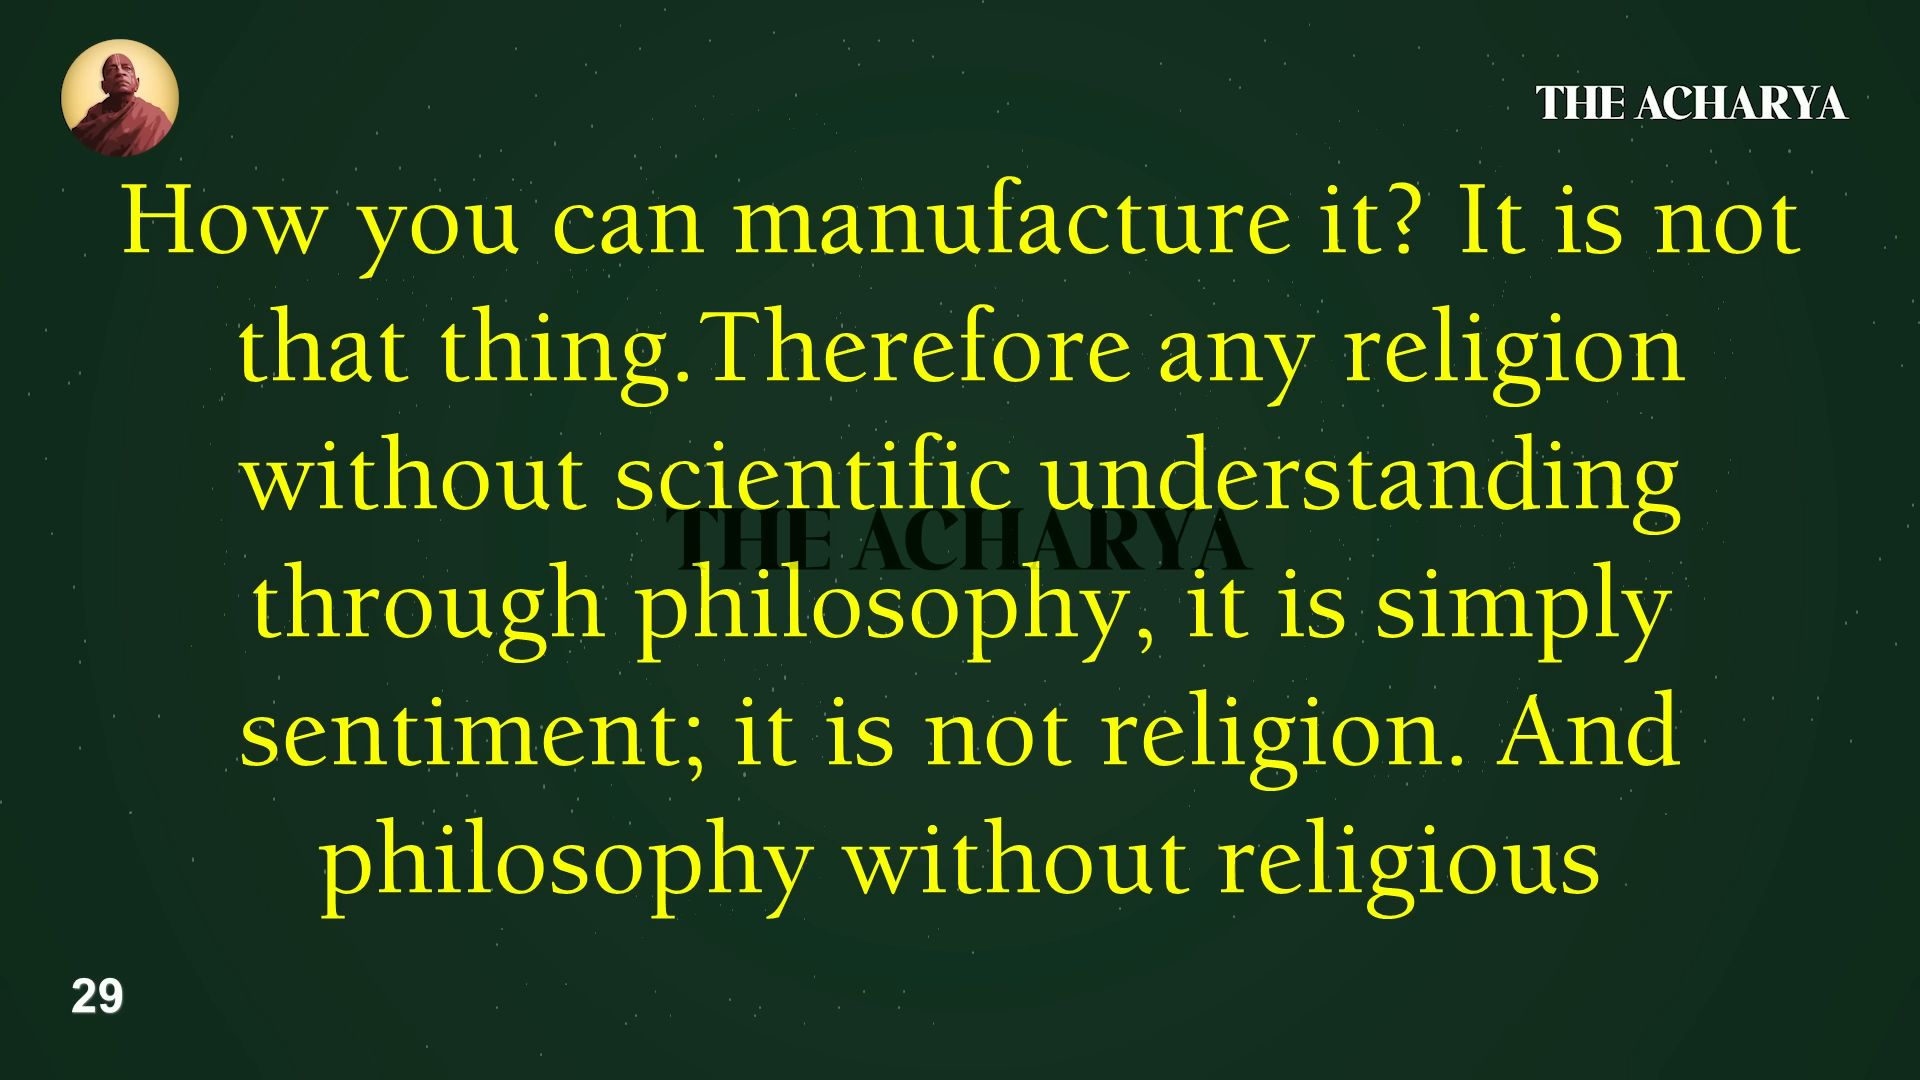 THE ACHARYA
How you can manufacture it? It is not
that thing.Therefore any religion
without scientific understanding
THE ACHARYA
through philosophy, it is simply
sentiment; it is not religion. And
philosophy without religious
29